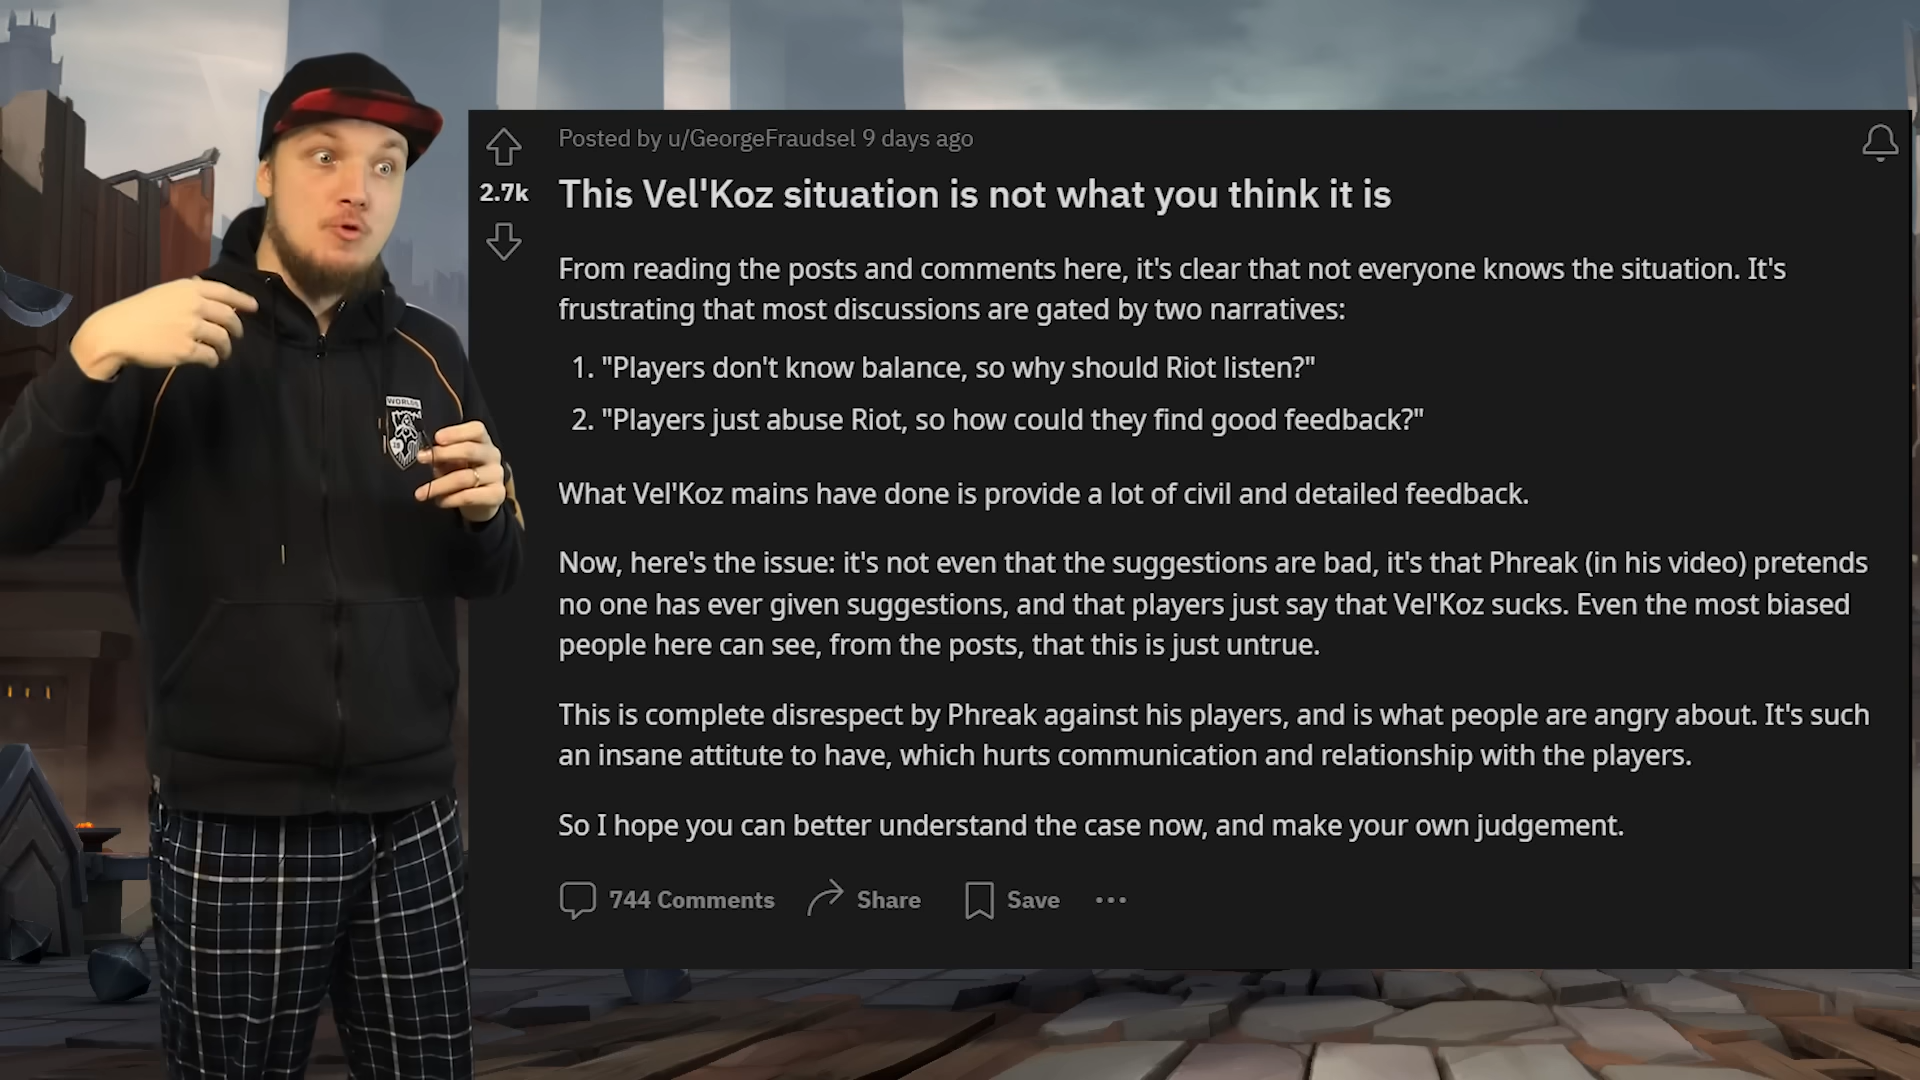 Posted by u/GeorgeFraudsel 9 days ago
2.7k
This Vel'Koz situation is not what you think it is
From reading the posts and comments here, it's clear that not everyone knows the situation. It's
frustrating that most discussions are gated by two narratives:
1. "Players don't know balance, so why should Riot listen?"
2. "Players just abuse Riot, so how could they find good feedback?"
What Vel'Koz mains have done is provide a lot of civil and detailed feedback.
Now, here's the issue: it's not even that the suggestions are bad, it's that Phreak (in his video) pretends
no one has ever given suggestions, and that players just say that Vel'Koz sucks. Even the most biased
people here can see, from the posts, that this is just untrue.
This is complete disrespect by Phreak against his players, and is what people are angry about. It's such
an insane attitute to have, which hurts communication and relationship with the players.
So I hope you can better understand the case now, and make your own judgement.
744 Comments Share Save
WORLDS